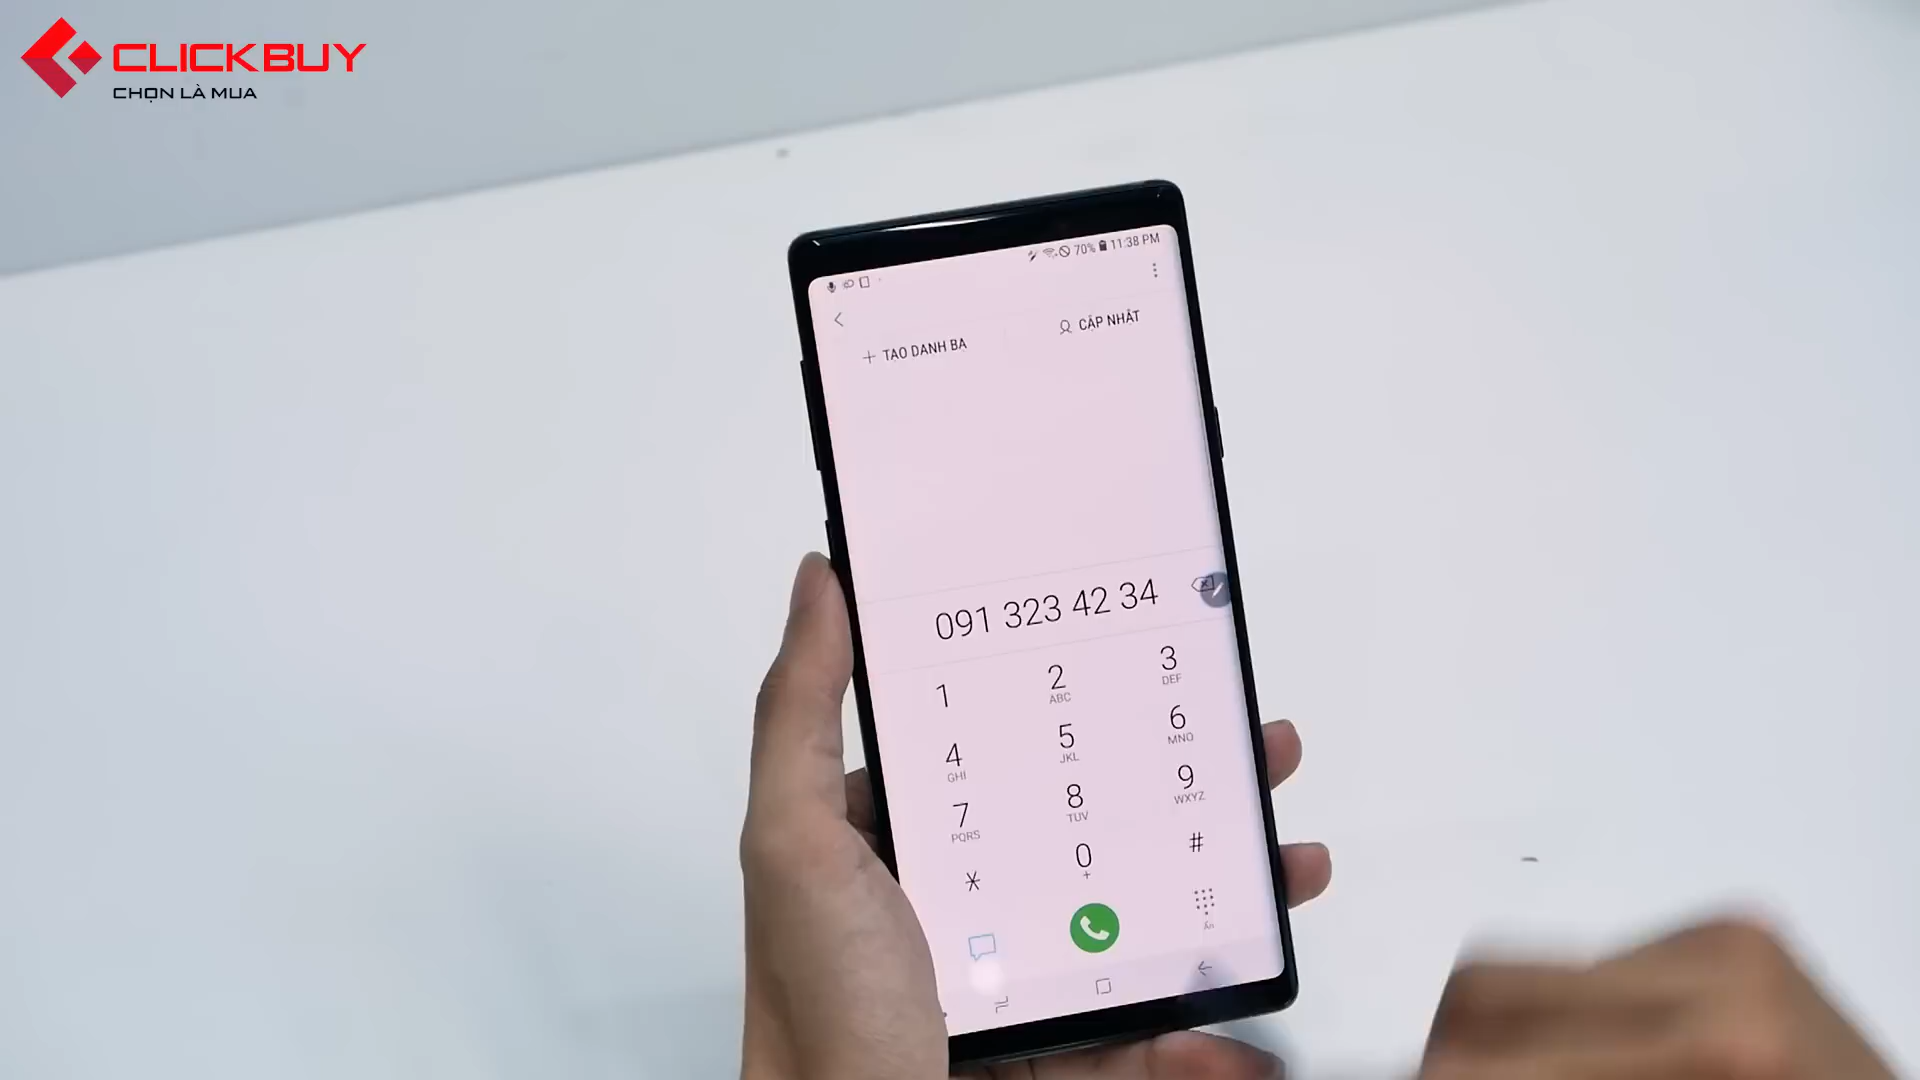 CLICKBUY
CHỌN LÀ MUA
70% 11:38 PM
+ TẠO DANH BẠ
CẬP NHẬT
091 323 42 34
1 2 3
ABC DEF
4 5 6
GHI JKL MNO
7 8 9
PQRS TUV WXYZ
* 0 #
+
Ẩn